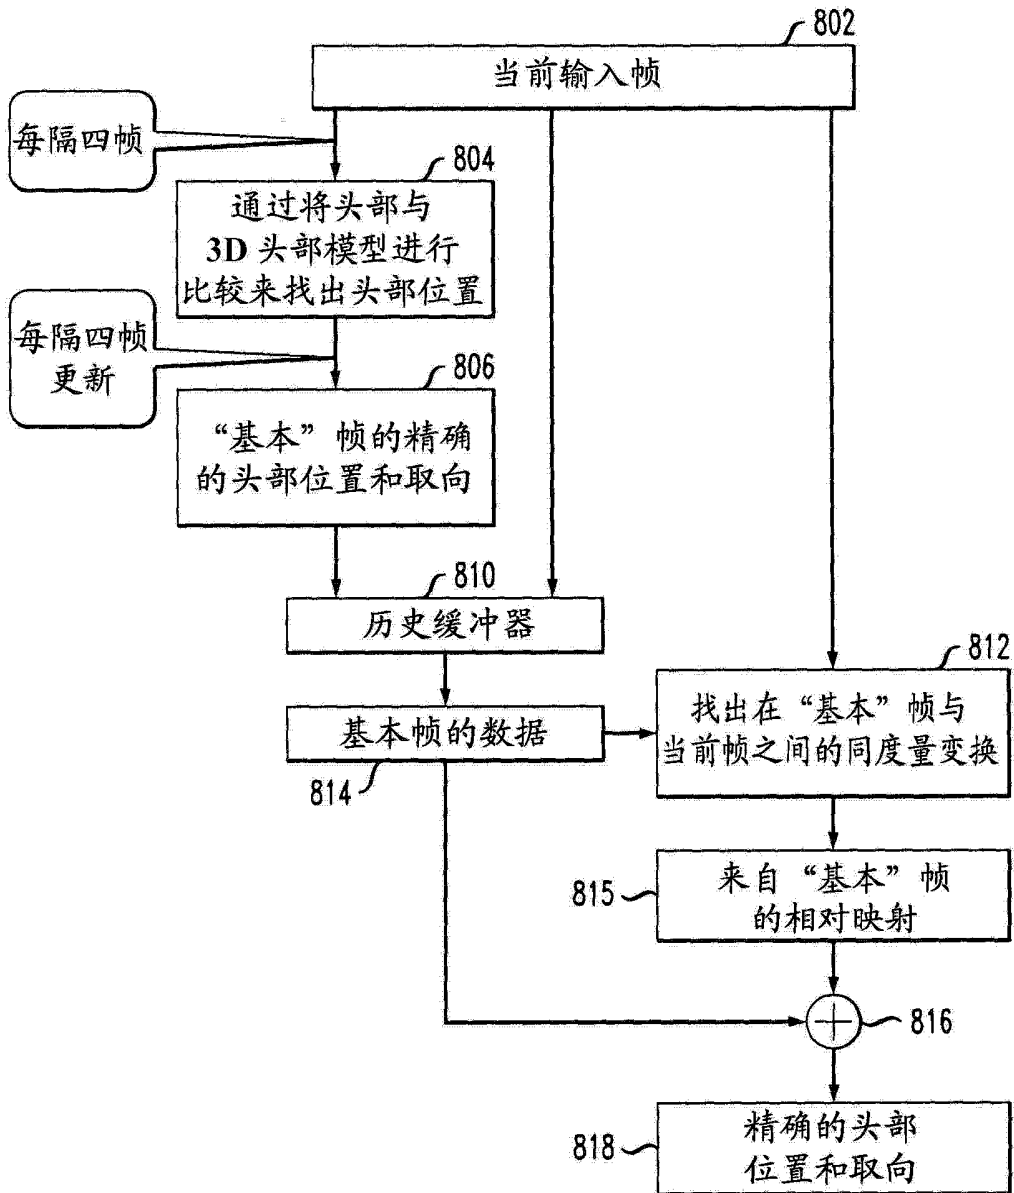 802
当前输入帧
每隔四帧
804
通过将头部与
3D 头部模型进行
比较来找出头部位置
每隔四帧
更新
806
“基本”帧的精确
的头部位置和取向
810
历史缓冲器
812
找出在“基本”帧与
当前帧之间的同度量变换
基本帧的数据
814
815
来自“基本”帧
的相对映射
816
818
精确的头部
位置和取向